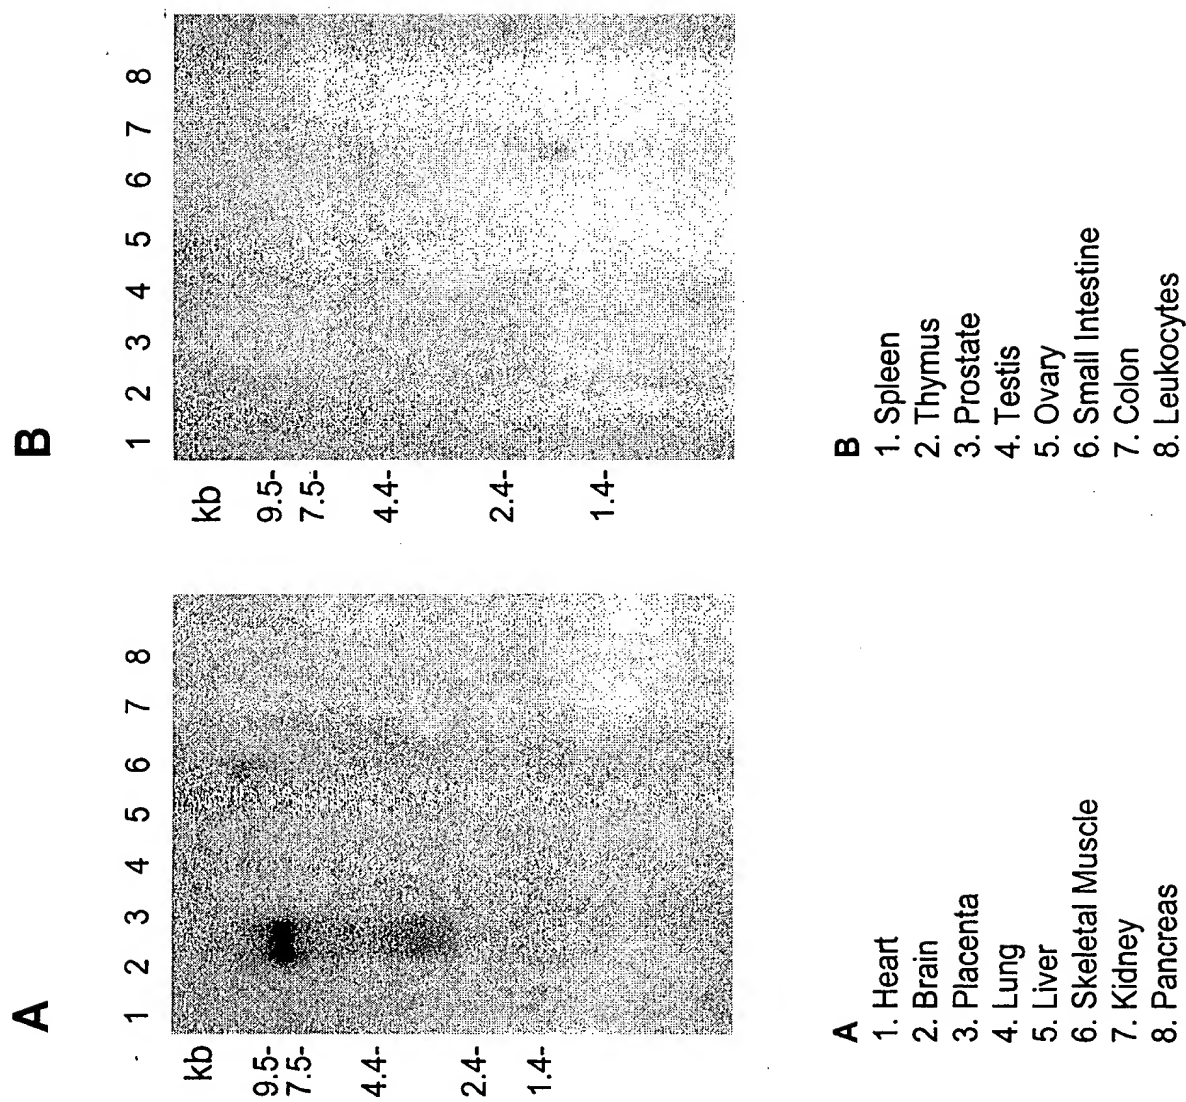 A
1 2 3 4 5 6 7 8
kb
9.5-
7.5-
4.4-
2.4-
1.4-
A
1. Heart
2. Brain
3. Placenta
4. Lung
5. Liver
6. Skeletal Muscle
7. Kidney
8. Pancreas
B
1 2 3 4 5 6 7 8
kb
9.5-
7.5-
4.4-
2.4-
1.4-
B
1. Spleen
2. Thymus
3. Prostate
4. Testis
5. Ovary
6. Small Intestine
7. Colon
8. Leukocytes